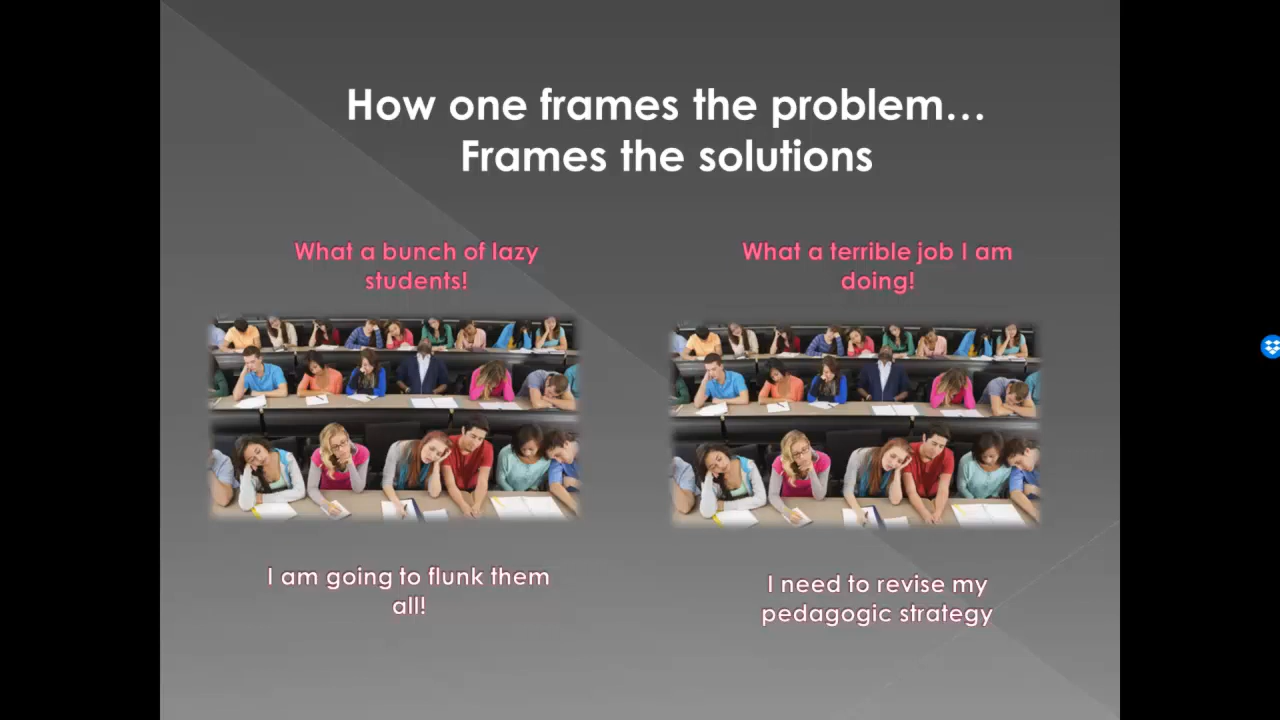 How one frames the problem…
Frames the solutions
What a bunch of lazy
students!
What a terrible job I am
doing!
I am going to flunk them
all!
I need to revise my
pedagogic strategy